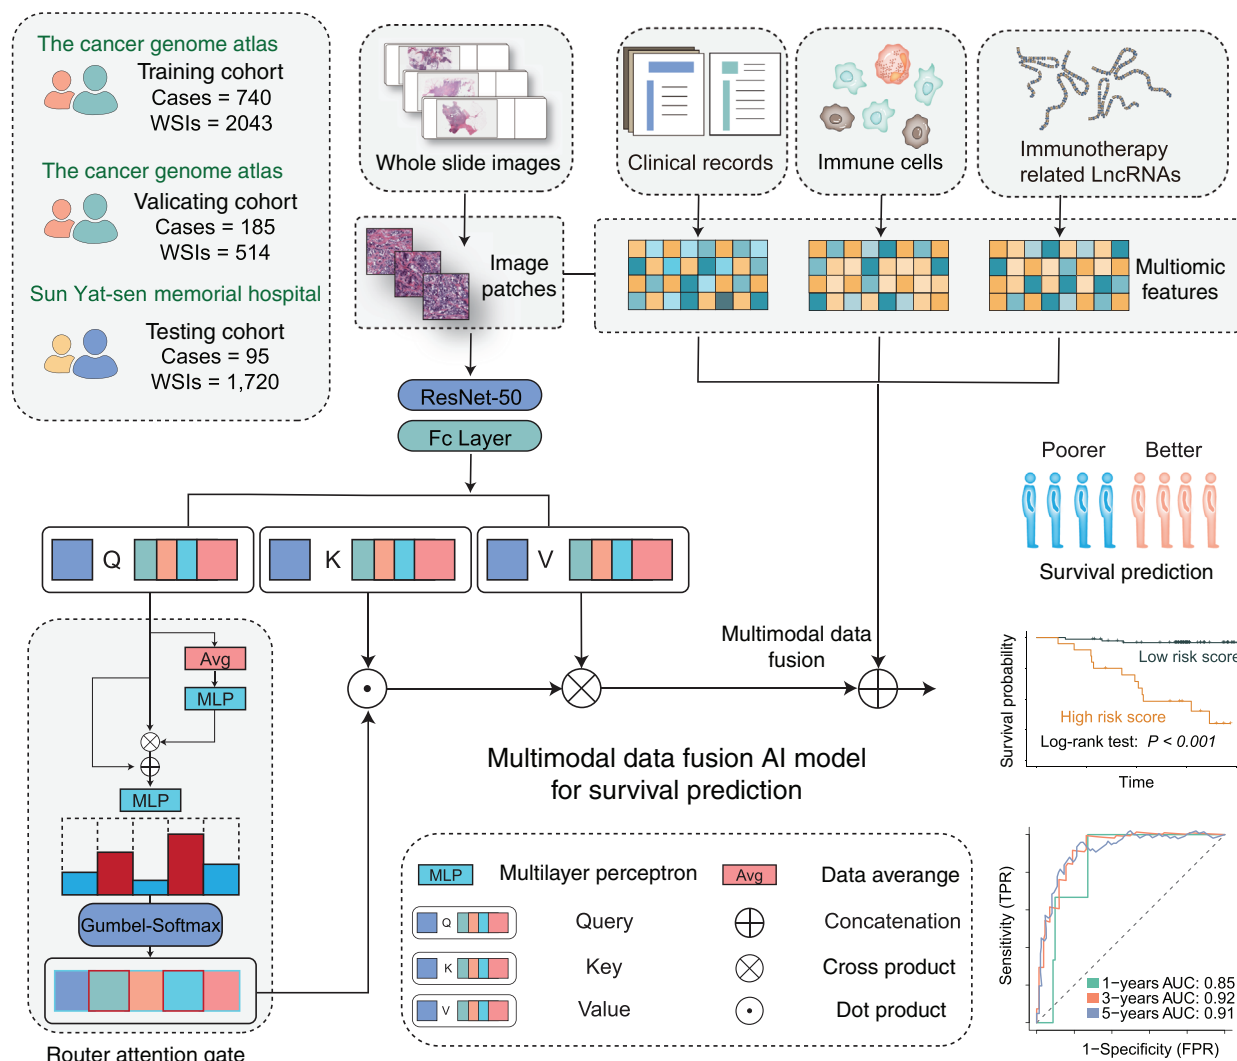 The cancer genome atlas
Training cohort
Cases = 740
WSIs = 2043
The cancer genome atlas
Valicating cohort
Cases = 185
WSIs = 514
Sun Yat-sen memorial hospital
Testing cohort
Cases = 95
WSIs = 1,720
Whole slide images
Clinical records
Immune cells
Immunotherapy
related LncRNAs
Image
patches
Multiomic
features
ResNet-50
Fc Layer
Q
K
V
Poorer
Better
Survival prediction
Avg
MLP
MLP
Gumbel-Softmax
Router attention gate
Multimodal data
fusion
Multimodal data fusion AI model
for survival prediction
MLP
Multilayer perceptron
Avg
Data averange
Q
Query
Concatenation
K
Key
Cross product
V
Value
Dot product
Survival probability
Low risk score
High risk score
Log-rank test: P < 0.001
Time
Sensitivity (TPR)
1−years AUC: 0.85
3−years AUC: 0.92
5−years AUC: 0.91
1−Specificity (FPR)